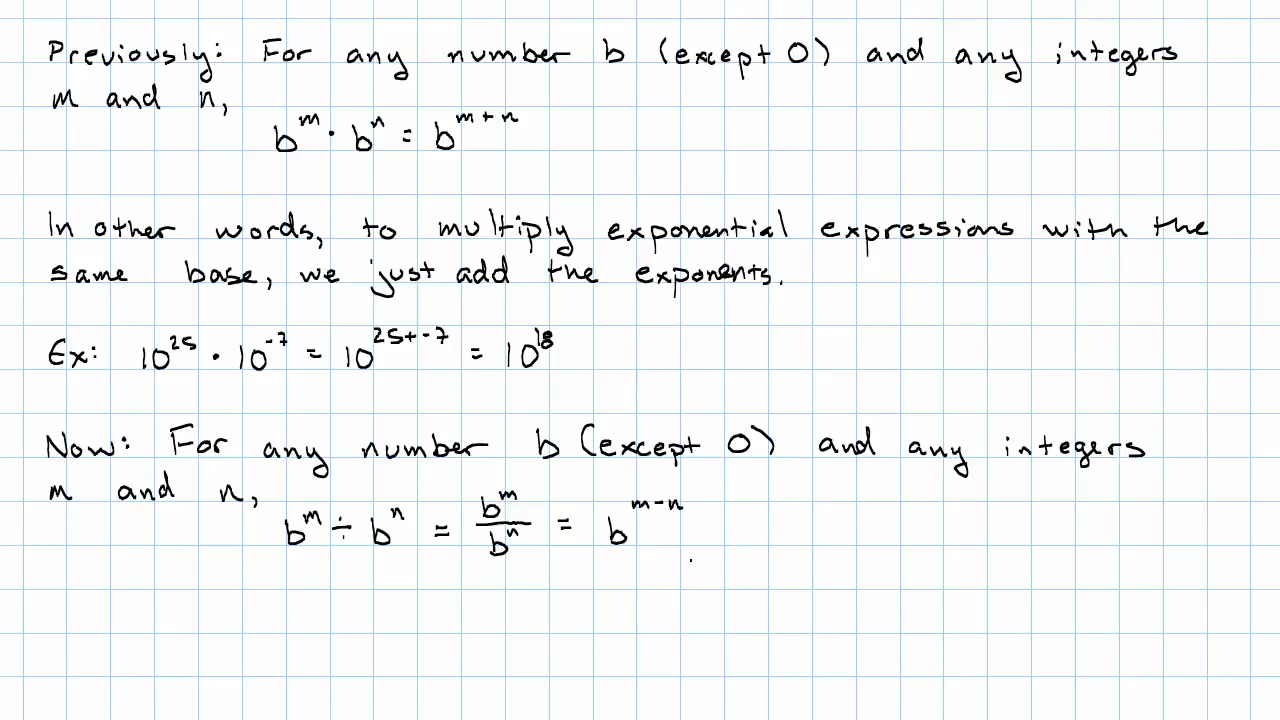 Previously: For any number b (except 0) and any integers
m and n,
b^m · b^n = b^(m+n)
In other words, to multiply exponential expressions with the
same base, we just add the exponents.
Ex: 10^25 · 10^-7 = 10^(25+-7) = 10^18
Now: For any number b (except 0) and any integers
m and n,
b^m ÷ b^n = b^m/b^n = b^(m-n)